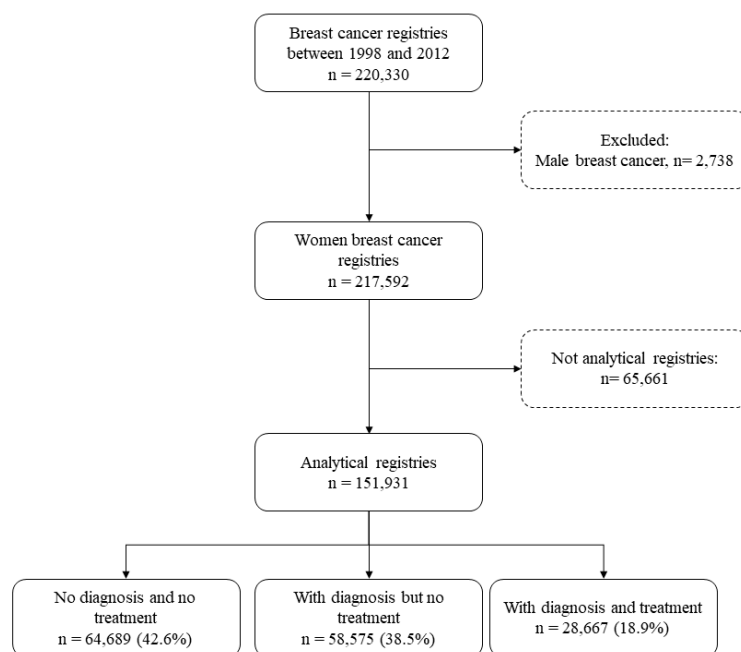 Breast cancer registries
between 1998 and 2012
n = 220,330
Excluded:
Male breast cancer, n= 2,738
Women breast cancer
registries
n = 217,592
Not analytical registries:
n= 65,661
Analytical registries
n = 151,931
No diagnosis and no
treatment
n = 64,689 (42.6%)
With diagnosis but no
treatment
n = 58,575 (38.5%)
With diagnosis and treatment
n = 28,667 (18.9%)